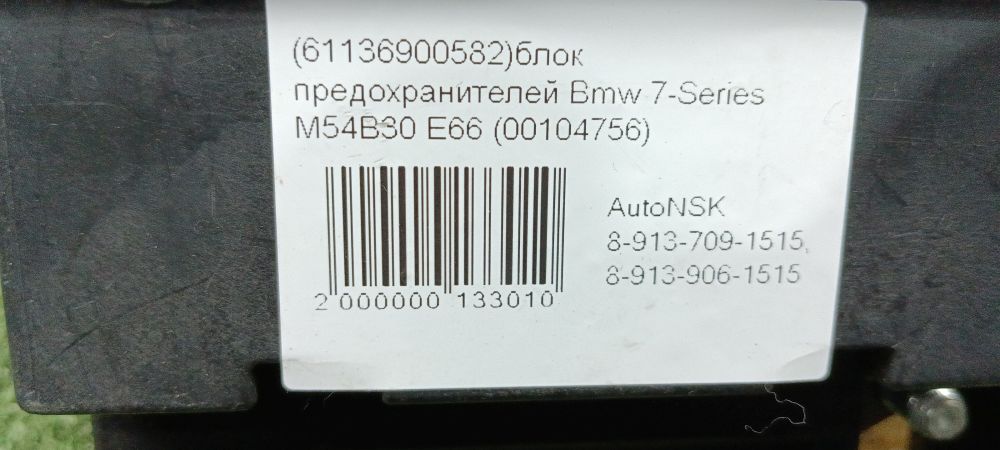 (61136900582)блок
предохранителей Bmw 7-Series
M54B30 E66 (00104756)
AutoNSK
8-913-709-1515,
8-913-906-1515
2 000000 133010